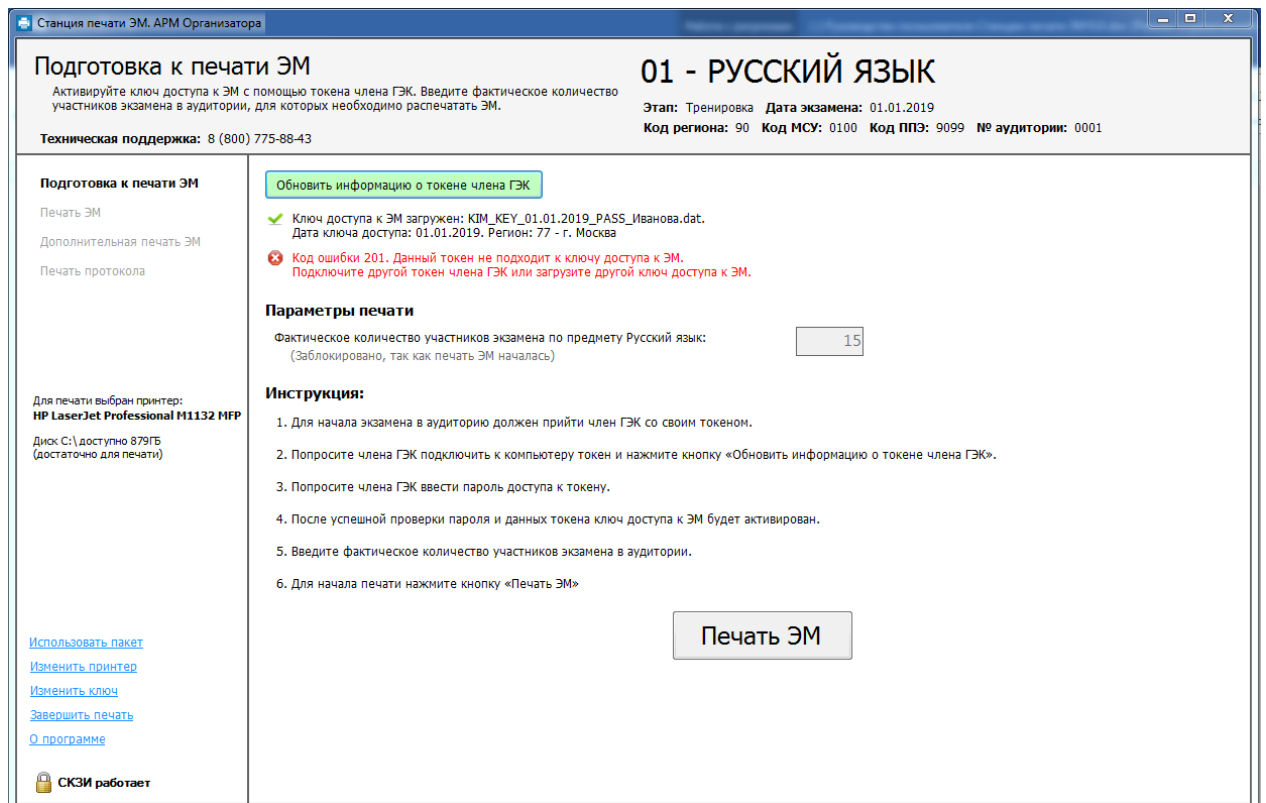 Станция печати ЭМ. АРМ Организатора
Подготовка к печати ЭМ
Активируйте ключ доступа к ЭМ с помощью токена члена ГЭК. Введите фактическое количество
участников экзамена в аудитории, для которых необходимо распечатать ЭМ.
Техническая поддержка: 8 (800) 775-88-43
01 - РУССКИЙ ЯЗЫК
Этап: Тренировка Дата экзамена: 01.01.2019
Код региона: 90 Код МСУ: 0100 Код ППЭ: 9099 № аудитории: 0001
Подготовка к печати ЭМ
Печать ЭМ
Дополнительная печать ЭМ
Печать протокола
Для печати выбран принтер:
HP LaserJet Professional M1132 MFP
Диск C:\ доступно 879ГБ
(достаточно для печати)
Использовать пакет
Изменить принтер
Изменить ключ
Завершить печать
О программе
СКЗИ работает
Обновить информацию о токене члена ГЭК
Ключ доступа к ЭМ загружен: KIM_KEY_01.01.2019_PASS_Иванова.dat.
Дата ключа доступа: 01.01.2019. Регион: 77 - г. Москва
Код ошибки 201. Данный токен не подходит к ключу доступа к ЭМ.
Подключите другой токен члена ГЭК или загрузите другой ключ доступа к ЭМ.
Параметры печати
Фактическое количество участников экзамена по предмету Русский язык:
15
(Заблокировано, так как печать ЭМ началась)
Инструкция:
1. Для начала экзамена в аудиторию должен прийти член ГЭК со своим токеном.
2. Попросите члена ГЭК подключить к компьютеру токен и нажмите кнопку «Обновить информацию о токене члена ГЭК».
3. Попросите члена ГЭК ввести пароль доступа к токену.
4. После успешной проверки пароля и данных токена ключ доступа к ЭМ будет активирован.
5. Введите фактическое количество участников экзамена в аудитории.
6. Для начала печати нажмите кнопку «Печать ЭМ»
Печать ЭМ